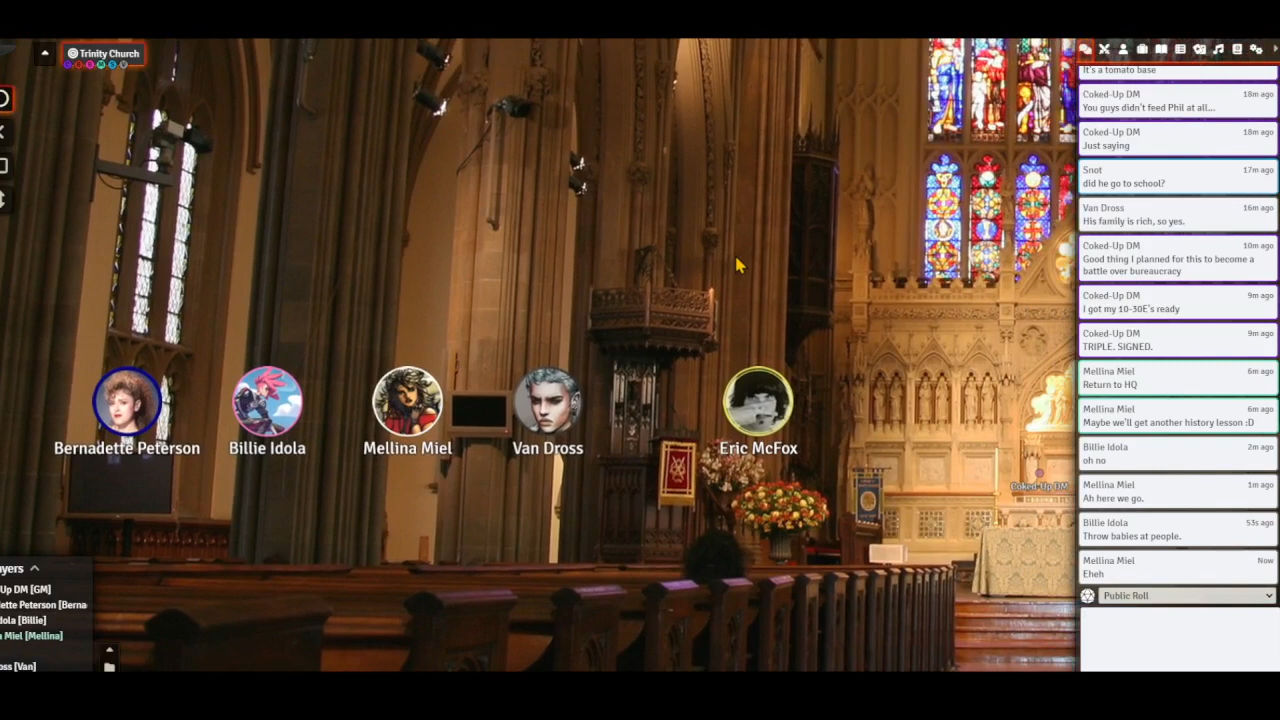 Trinity Church
It's a tomato base
Coked-Up DM 18m ago
You guys didn't feed Phil at all...
Coked-Up DM 18m ago
Just saying
Snot 17m ago
did he go to school?
Van Dross 16m ago
His family is rich, so yes.
Coked-Up DM 10m ago
Good thing I planned for this to become a
battle over bureaucracy
Coked-Up DM 9m ago
I got my 10-30E's ready
Coked-Up DM 9m ago
TRIPLE. SIGNED.
Mellina Miel 6m ago
Return to HQ
Mellina Miel 6m ago
Maybe we'll get another history lesson :D
Billie Idola 2m ago
oh no
Mellina Miel 1m ago
Ah here we go.
Billie Idola 53s ago
Throw babies at people.
Mellina Miel Now
Eheh
Public Roll
Bernadette Peterson
Billie Idola
Mellina Miel
Van Dross
Eric McFox
Coked-Up DM
ayers
-Up DM [GM]
dette Peterson [Berna
dola [Billie]
a Miel [Mellina]
oss [Van]